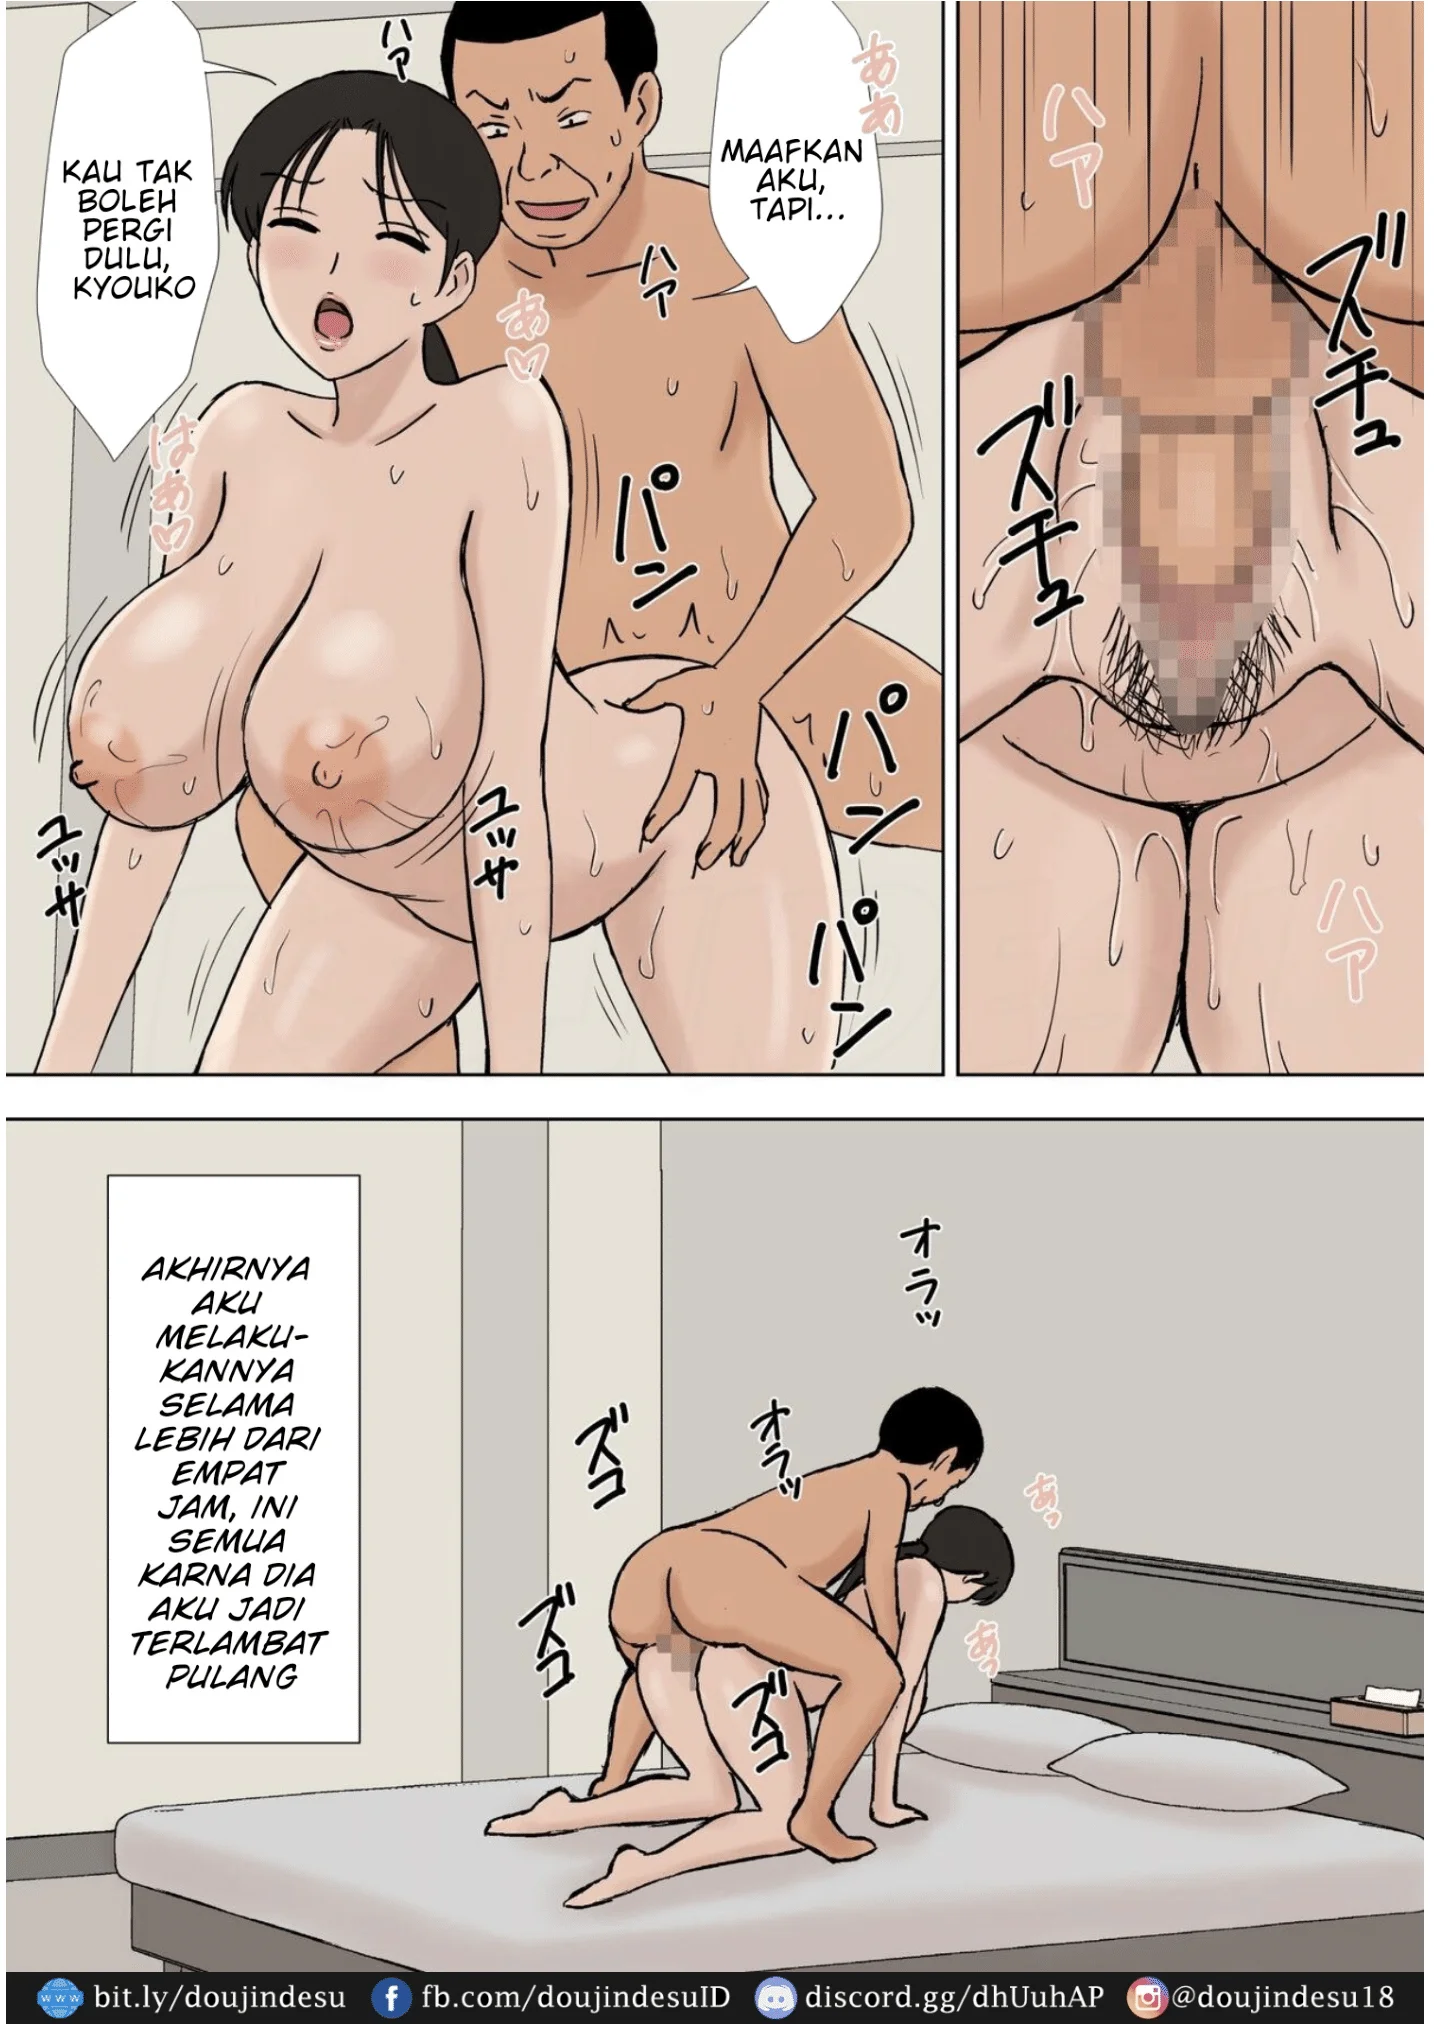 ハァ
KAU TAK
BOLEH
PERGI
DULU,
KYOUKO
MAAFKAN
AKU,
TAPI...
ああ
ハァ
あぁ♡
はあぁ♡
パン
パン
パン
ユッサ
ユッサ
ハァ
ズチュ
ズチュ
ハァ
AKHIRNYA
AKU
MELAKU-
KANNYA
SELAMA
LEBIH DARI
EMPAT
JAM, INI
SEMUA
KARNA DIA
AKU JADI
TERLAMBAT
PULANG
オラッ
オラッ
ズコ
ズコ
ズコ
あっ
あっ
bit.ly/doujindesu fb.com/doujindesuID discord.gg/dhUuhAP @doujindesu18